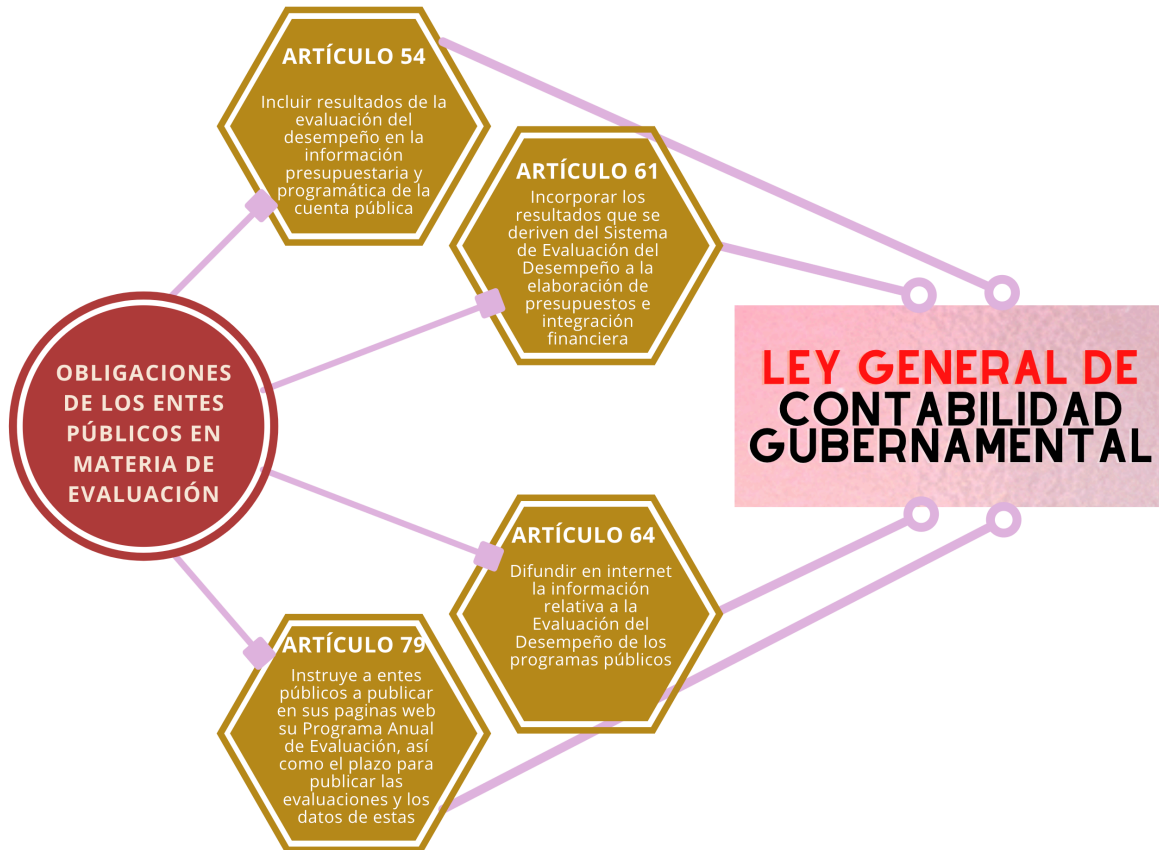 ARTÍCULO 54
Incluir resultados de la
evaluación del
desempeño en la
información
presupuestaria y
programática de la
cuenta pública
ARTÍCULO 61
Incorporar los
resultados que se
deriven del Sistema
de Evaluación del
Desempeño a la
elaboración de
presupuestos e
integración
financiera
OBLIGACIONES
DE LOS ENTES
PÚBLICOS EN
MATERIA DE
EVALUACIÓN
LEY GENERAL DE
CONTABILIDAD
GUBERNAMENTAL
ARTÍCULO 64
Difundir en internet
la información
relativa a la
Evaluación del
Desempeño de los
programas públicos
ARTÍCULO 79
Instruye a entes
públicos a publicar
en sus paginas web
su Programa Anual
de Evaluación, así
como el plazo para
publicar las
evaluaciones y los
datos de estas